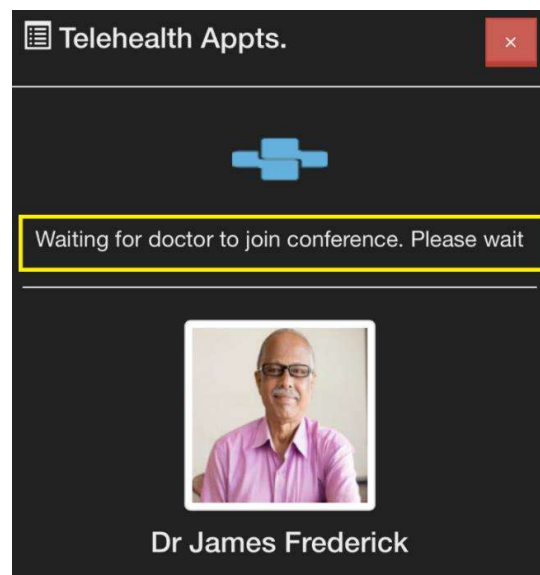 Telehealth Appts.
×
Waiting for doctor to join conference. Please wait
Dr James Frederick